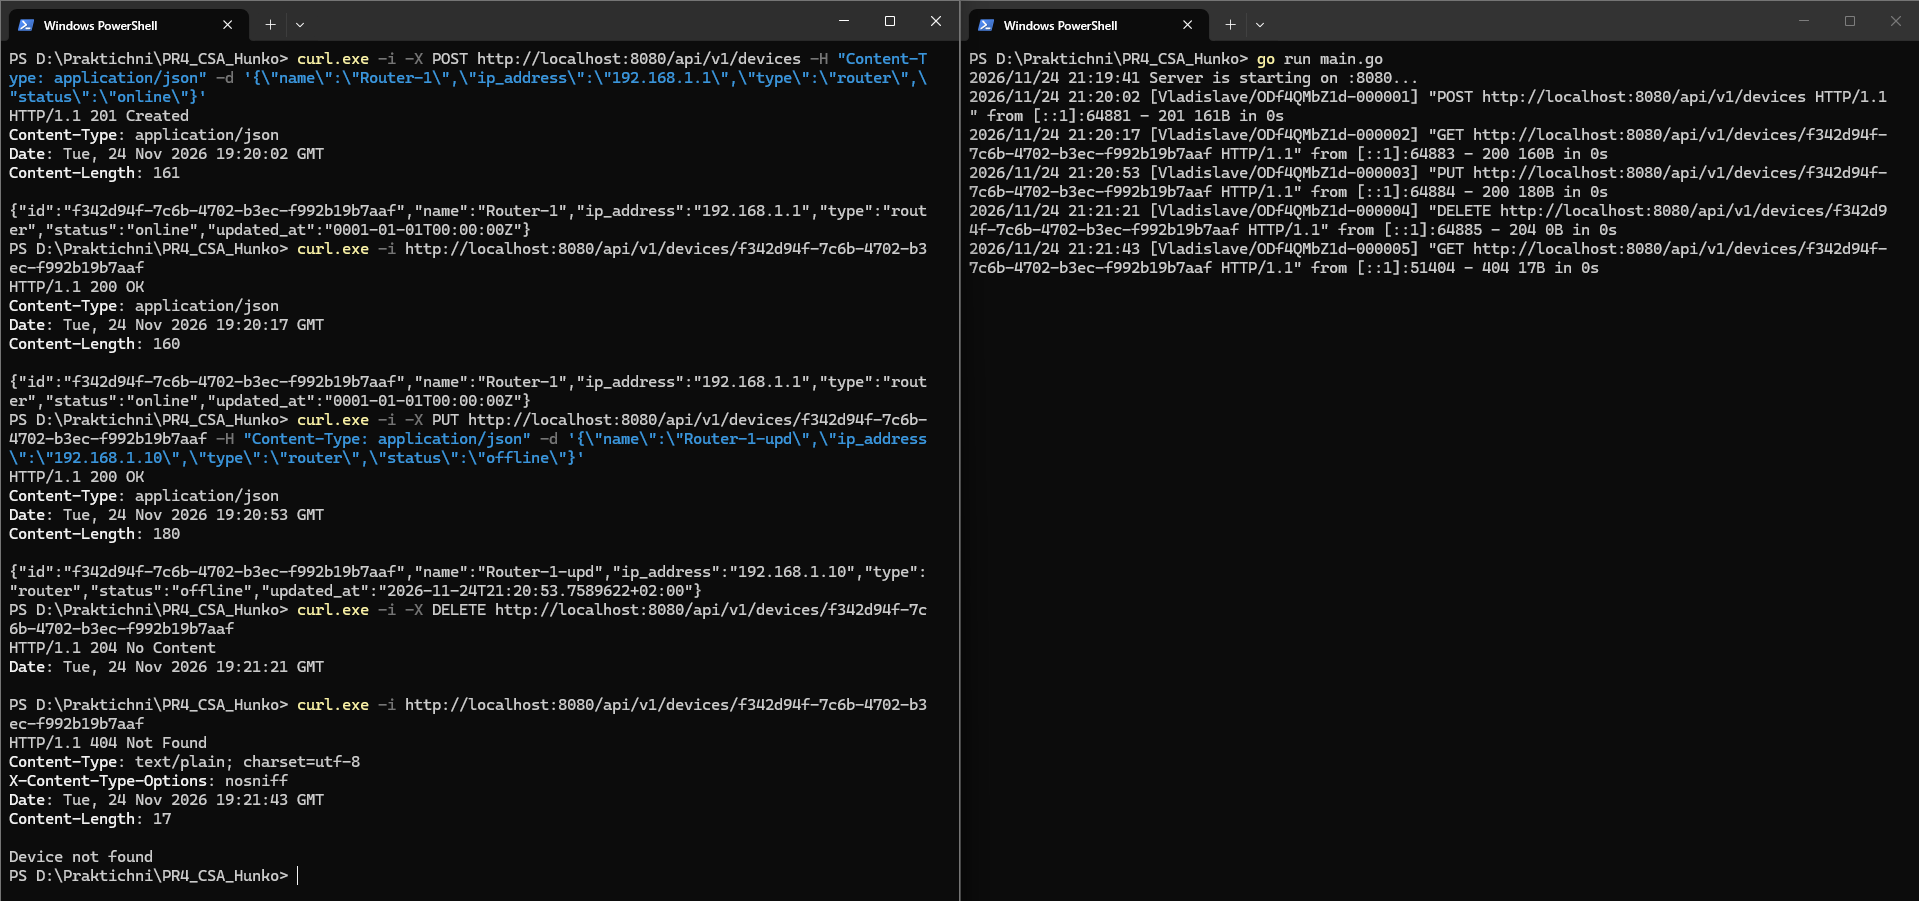 Windows PowerShell
PS D:\Praktichni\PR4_CSA_Hunko> curl.exe -i -X POST http://localhost:8080/api/v1/devices -H "Content-T
ype: application/json" -d '{\"name\":\"Router-1\",\"ip_address\":\"192.168.1.1\",\"type\":\"router\",\
"status\":\"online\"}'
HTTP/1.1 201 Created
Content-Type: application/json
Date: Tue, 24 Nov 2026 19:20:02 GMT
Content-Length: 161
{"id":"f342d94f-7c6b-4702-b3ec-f992b19b7aaf","name":"Router-1","ip_address":"192.168.1.1","type":"rout
er","status":"online","updated_at":"0001-01-01T00:00:00Z"}
PS D:\Praktichni\PR4_CSA_Hunko> curl.exe -i http://localhost:8080/api/v1/devices/f342d94f-7c6b-4702-b3
ec-f992b19b7aaf
HTTP/1.1 200 OK
Content-Type: application/json
Date: Tue, 24 Nov 2026 19:20:17 GMT
Content-Length: 160
{"id":"f342d94f-7c6b-4702-b3ec-f992b19b7aaf","name":"Router-1","ip_address":"192.168.1.1","type":"rout
er","status":"online","updated_at":"0001-01-01T00:00:00Z"}
PS D:\Praktichni\PR4_CSA_Hunko> curl.exe -i -X PUT http://localhost:8080/api/v1/devices/f342d94f-7c6b-
4702-b3ec-f992b19b7aaf -H "Content-Type: application/json" -d '{\"name\":\"Router-1-upd\",\"ip_address
\":\"192.168.1.10\",\"type\":\"router\",\"status\":\"offline\"}'
HTTP/1.1 200 OK
Content-Type: application/json
Date: Tue, 24 Nov 2026 19:20:53 GMT
Content-Length: 180
{"id":"f342d94f-7c6b-4702-b3ec-f992b19b7aaf","name":"Router-1-upd","ip_address":"192.168.1.10","type":
"router","status":"offline","updated_at":"2026-11-24T21:20:53.7589622+02:00"}
PS D:\Praktichni\PR4_CSA_Hunko> curl.exe -i -X DELETE http://localhost:8080/api/v1/devices/f342d94f-7c
6b-4702-b3ec-f992b19b7aaf
HTTP/1.1 204 No Content
Date: Tue, 24 Nov 2026 19:21:21 GMT
PS D:\Praktichni\PR4_CSA_Hunko> curl.exe -i http://localhost:8080/api/v1/devices/f342d94f-7c6b-4702-b3
ec-f992b19b7aaf
HTTP/1.1 404 Not Found
Content-Type: text/plain; charset=utf-8
X-Content-Type-Options: nosniff
Date: Tue, 24 Nov 2026 19:21:43 GMT
Content-Length: 17
Device not found
PS D:\Praktichni\PR4_CSA_Hunko>
Windows PowerShell
PS D:\Praktichni\PR4_CSA_Hunko> go run main.go
2026/11/24 21:19:41 Server is starting on :8080...
2026/11/24 21:20:02 [Vladislave/ODf4QMbZ1d-000001] "POST http://localhost:8080/api/v1/devices HTTP/1.1
" from [::1]:64881 - 201 161B in 0s
2026/11/24 21:20:17 [Vladislave/ODf4QMbZ1d-000002] "GET http://localhost:8080/api/v1/devices/f342d94f-
7c6b-4702-b3ec-f992b19b7aaf HTTP/1.1" from [::1]:64883 - 200 160B in 0s
2026/11/24 21:20:53 [Vladislave/ODf4QMbZ1d-000003] "PUT http://localhost:8080/api/v1/devices/f342d94f-
7c6b-4702-b3ec-f992b19b7aaf HTTP/1.1" from [::1]:64884 - 200 180B in 0s
2026/11/24 21:21:21 [Vladislave/ODf4QMbZ1d-000004] "DELETE http://localhost:8080/api/v1/devices/f342d9
4f-7c6b-4702-b3ec-f992b19b7aaf HTTP/1.1" from [::1]:64885 - 204 0B in 0s
2026/11/24 21:21:43 [Vladislave/ODf4QMbZ1d-000005] "GET http://localhost:8080/api/v1/devices/f342d94f-
7c6b-4702-b3ec-f992b19b7aaf HTTP/1.1" from [::1]:51404 - 404 17B in 0s